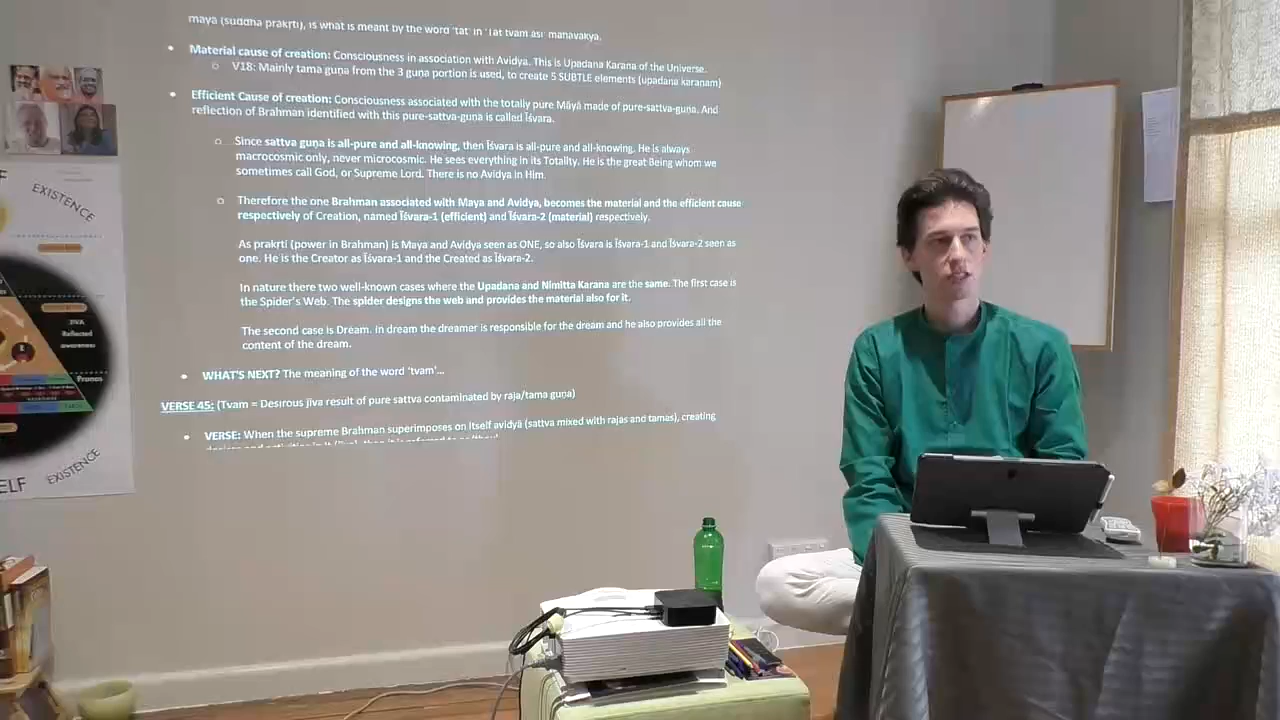 maya (suddha prakṛti), is what is meant by the word 'tat' in 'Tat tvam asi' mahavakya.
• Material cause of creation: Consciousness in association with Avidya. This is Upadana Karana of the Universe.
o V18: Mainly tama guṇa from the 3 guṇa portion is used, to create 5 SUBTLE elements (upadana karaṇam)
• Efficient Cause of creation: Consciousness associated with the totally pure Māyā made of pure-sattva-guṇa. And
reflection of Brahman identified with this pure-sattva-guṇa is called Īśvara.
o Since sattva guṇa is all-pure and all-knowing, then Īśvara is all-pure and all-knowing. He is always
macrocosmic only, never microcosmic. He sees everything in its Totality. He is the great Being whom we
sometimes call God, or Supreme Lord. There is no Avidya in Him.
o Therefore the one Brahman associated with Maya and Avidya, becomes the material and the efficient cause
respectively of Creation, named Īśvara-1 (efficient) and Īśvara-2 (material) respectively.
As prakṛti (power in Brahman) is Maya and Avidya seen as ONE, so also Īśvara is Īśvara-1 and Īśvara-2 seen as
one. He is the Creator as Īśvara-1 and the Created as Īśvara-2.
In nature there two well-known cases where the Upadana and Nimitta Karana are the same. The first case is
the Spider's Web. The spider designs the web and provides the material also for it.
The second case is Dream. In dream the dreamer is responsible for the dream and he also provides all the
content of the dream.
• WHAT'S NEXT? The meaning of the word 'tvam'...
VERSE 45: (Tvam = Desirous jīva result of pure sattva contaminated by raja/tama guṇa)
• VERSE: When the supreme Brahman superimposes on Itself avidyā (sattva mixed with rajas and tamas), creating
EXISTENCE
JIVA
Reflected
awareness
Pranas
ELF
EXISTENCE